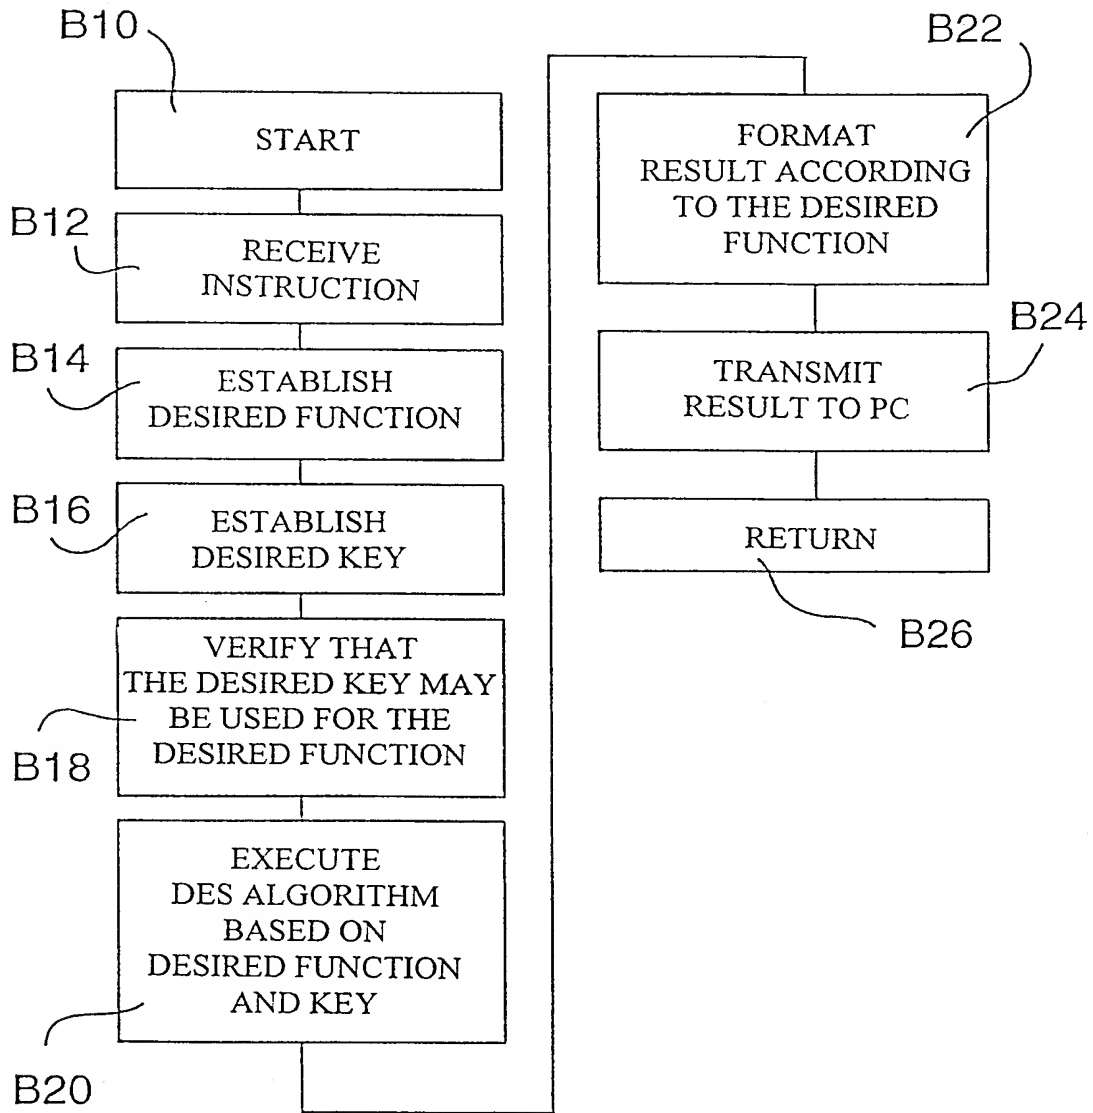 B10
START
B12
RECEIVE
INSTRUCTION
B14
ESTABLISH
DESIRED FUNCTION
B16
ESTABLISH
DESIRED KEY
B18
VERIFY THAT
THE DESIRED KEY MAY
BE USED FOR THE
DESIRED FUNCTION
B20
EXECUTE
DES ALGORITHM
BASED ON
DESIRED FUNCTION
AND KEY
B22
FORMAT
RESULT ACCORDING
TO THE DESIRED
FUNCTION
B24
TRANSMIT
RESULT TO PC
RETURN
B26